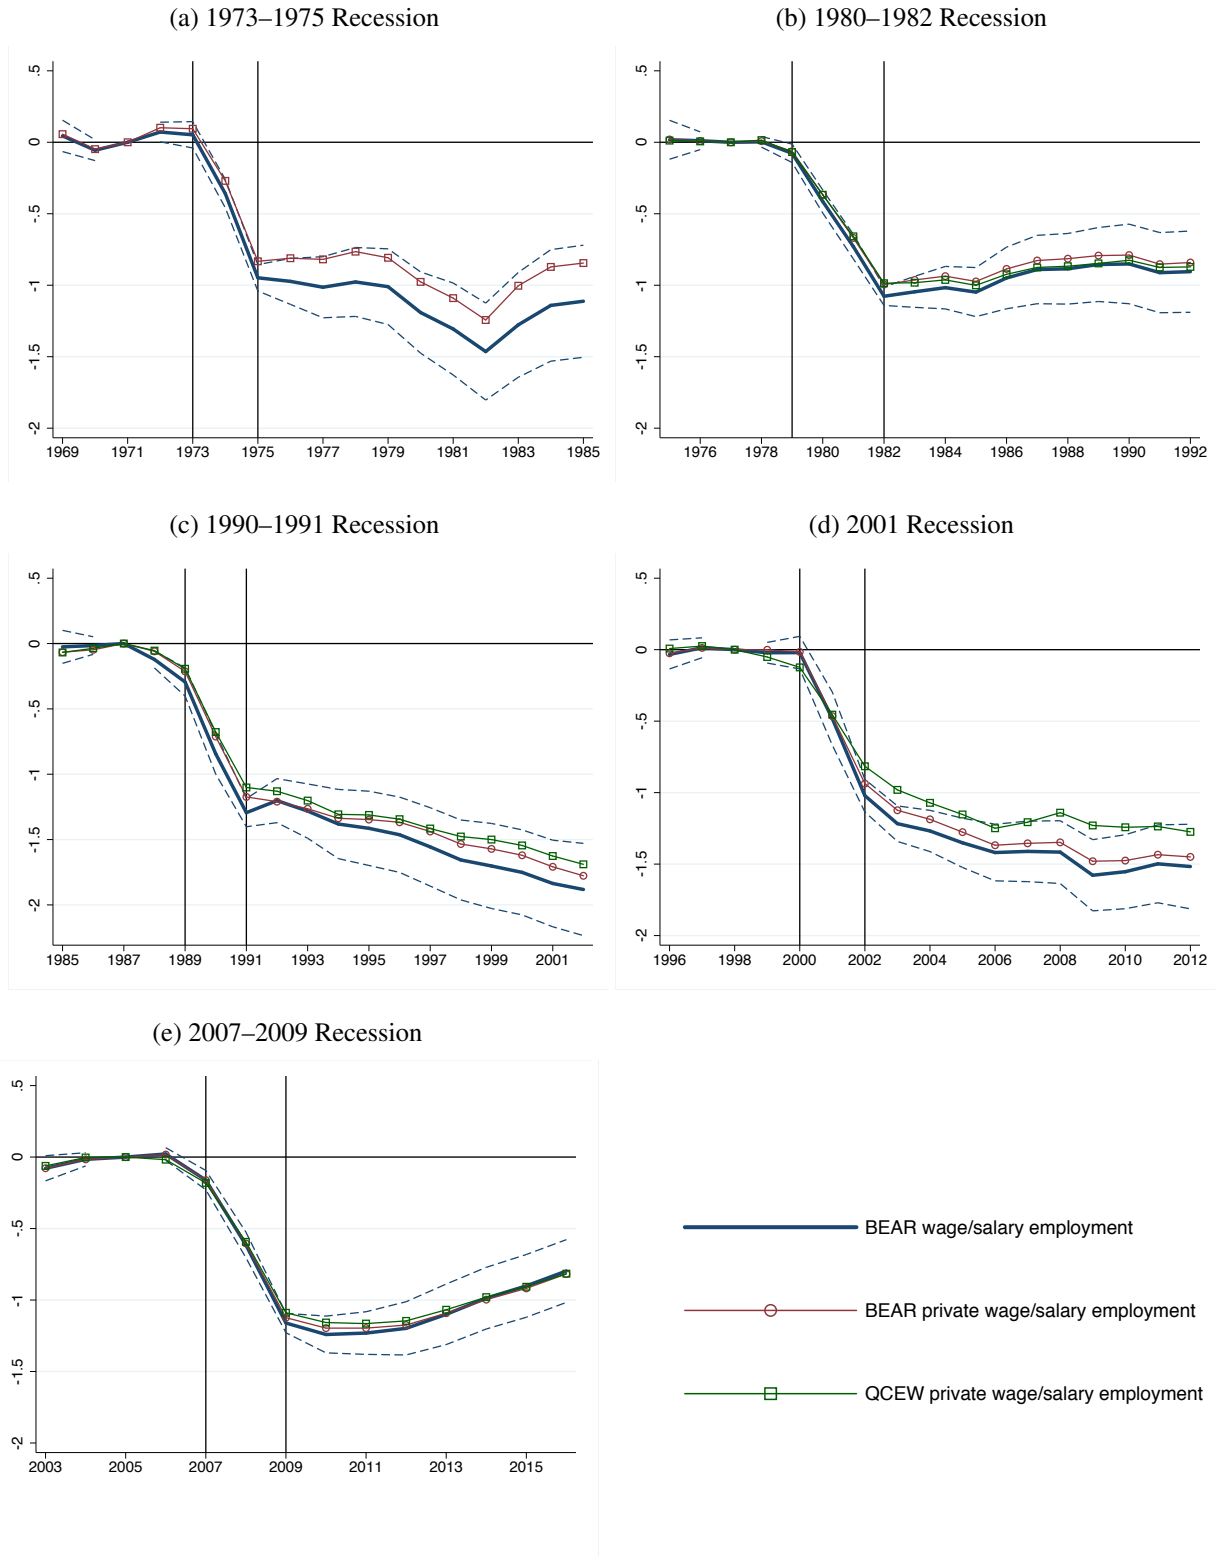 (a) 1973–1975 Recession
.5
0
-.5
-1
-1.5
-2
1969 1971 1973 1975 1977 1979 1981 1983 1985
(b) 1980–1982 Recession
.5
0
-.5
-1
-1.5
-2
1976 1978 1980 1982 1984 1986 1988 1990 1992
(c) 1990–1991 Recession
.5
0
-.5
-1
-1.5
-2
1985 1987 1989 1991 1993 1995 1997 1999 2001
(d) 2001 Recession
.5
0
-.5
-1
-1.5
-2
1996 1998 2000 2002 2004 2006 2008 2010 2012
(e) 2007–2009 Recession
.5
0
-.5
-1
-1.5
-2
2003 2005 2007 2009 2011 2013 2015
BEAR wage/salary employment
BEAR private wage/salary employment
QCEW private wage/salary employment